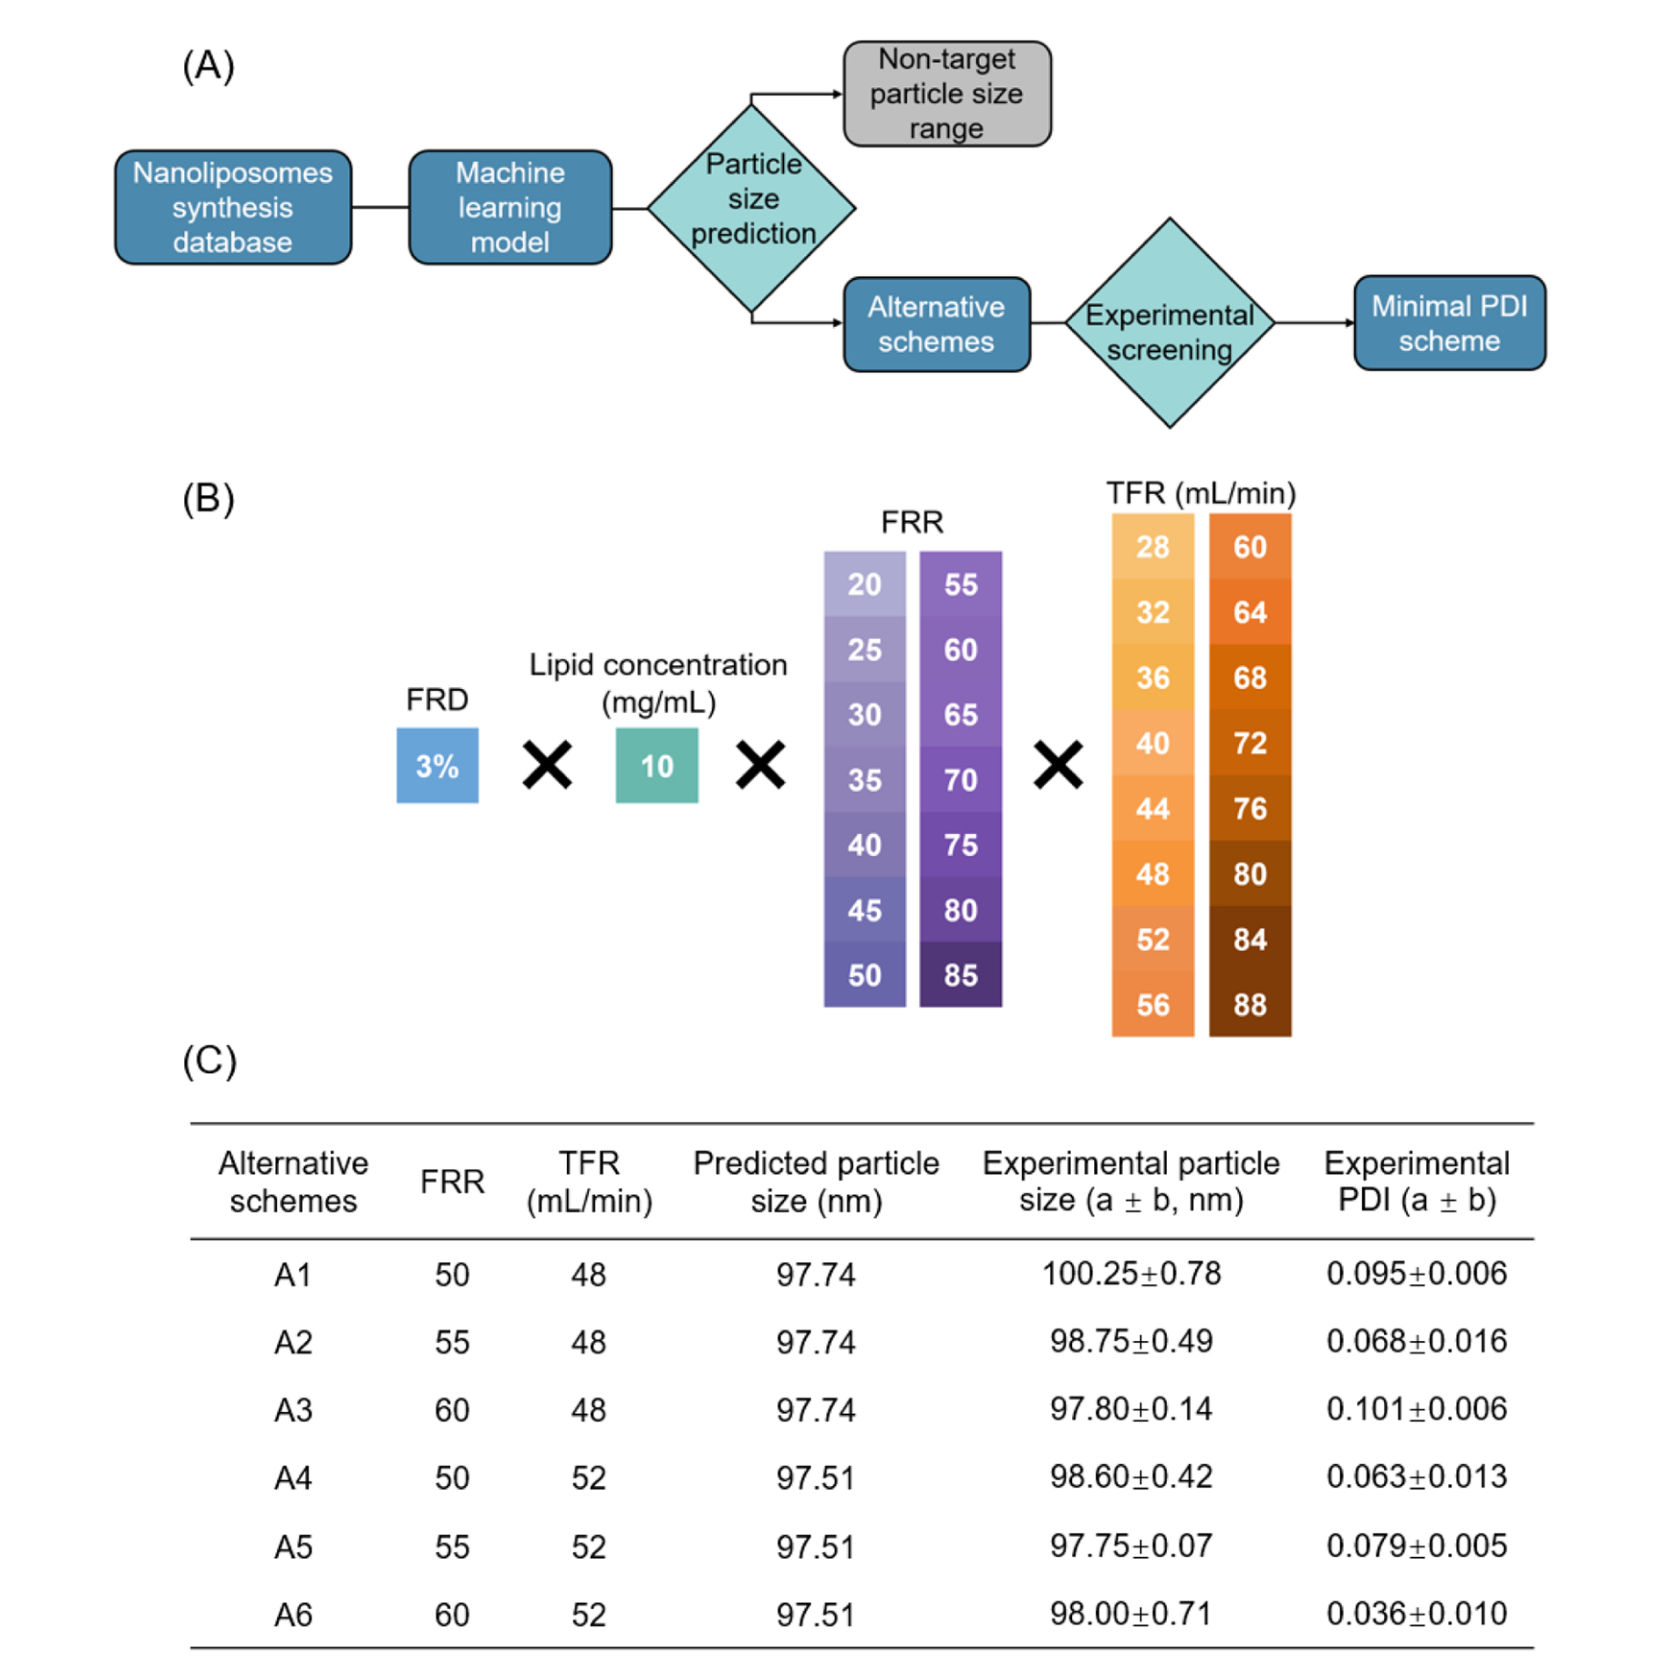 (A)
Non-target
particle size
range
Nanoliposomes
synthesis
database
Machine
learning
model
Particle
size
prediction
Alternative
schemes
Experimental
screening
Minimal PDI
scheme
(B)
FRD
3%
Lipid concentration
(mg/mL)
10
FRR
20 55
25 60
30 65
35 70
40 75
45 80
50 85
TFR (mL/min)
28 60
32 64
36 68
40 72
44 76
48 80
52 84
56 88
(C)
Alternative schemes FRR TFR (mL/min) Predicted particle size (nm) Experimental particle size (a ± b, nm) Experimental PDI (a ± b)
A1 50 48 97.74 100.25±0.78 0.095±0.006
A2 55 48 97.74 98.75±0.49 0.068±0.016
A3 60 48 97.74 97.80±0.14 0.101±0.006
A4 50 52 97.51 98.60±0.42 0.063±0.013
A5 55 52 97.51 97.75±0.07 0.079±0.005
A6 60 52 97.51 98.00±0.71 0.036±0.010